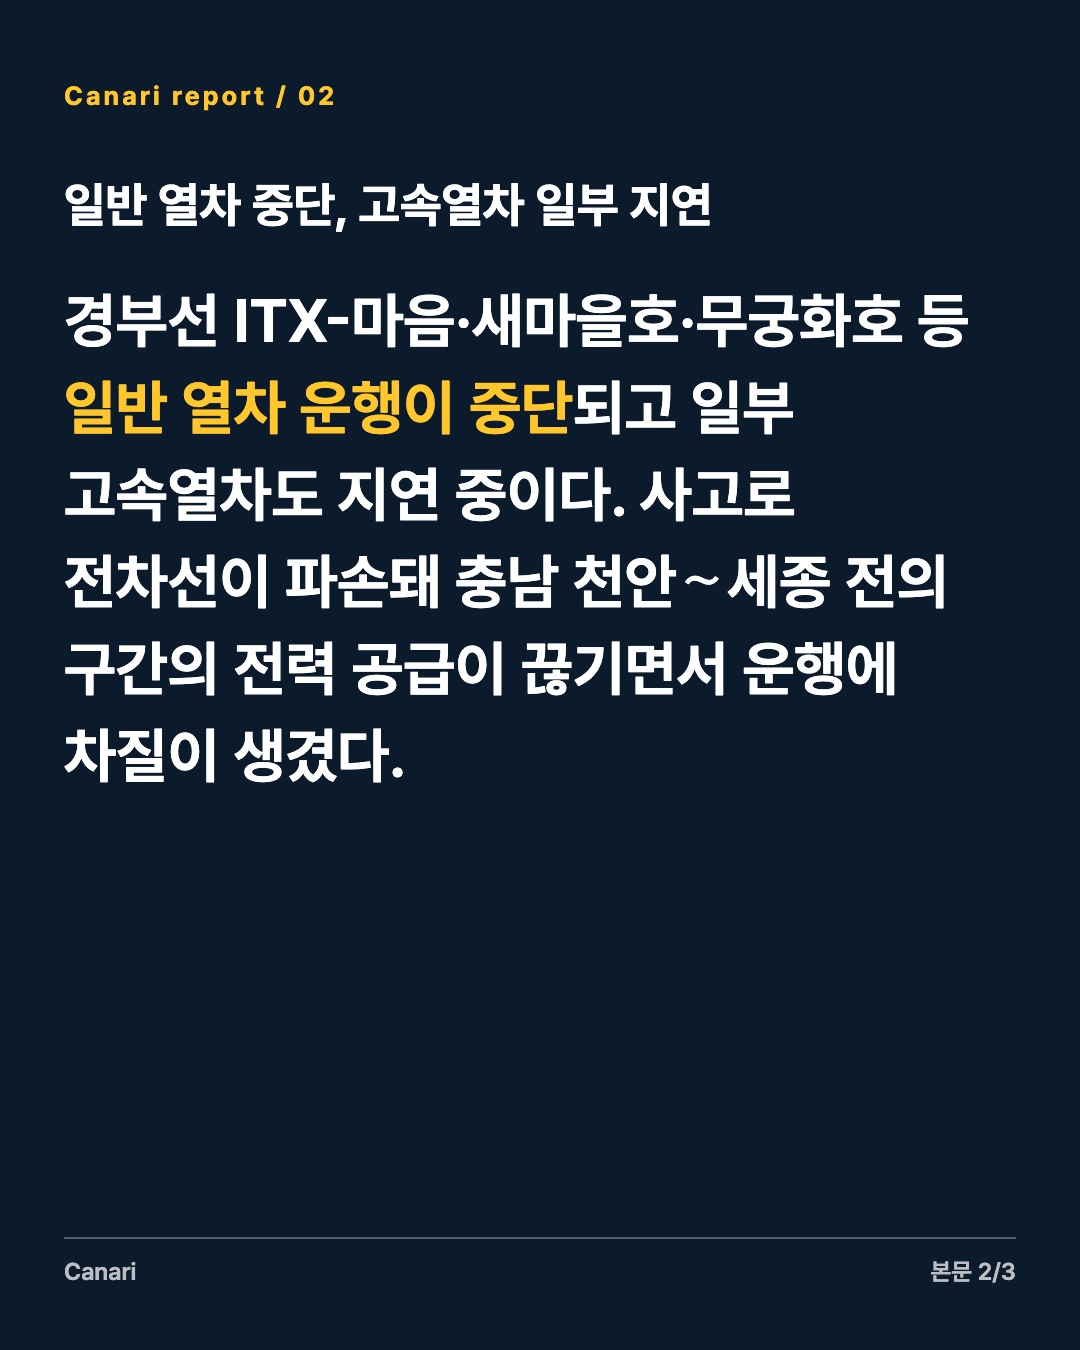 Canari report / 02
일반 열차 중단, 고속열차 일부 지연
경부선 ITX-마음·새마을호·무궁화호 등
일반 열차 운행이 중단되고 일부
고속열차도 지연 중이다. 사고로
전차선이 파손돼 충남 천안~세종 전의
구간의 전력 공급이 끊기면서 운행에
차질이 생겼다.
Canari
본문 2/3